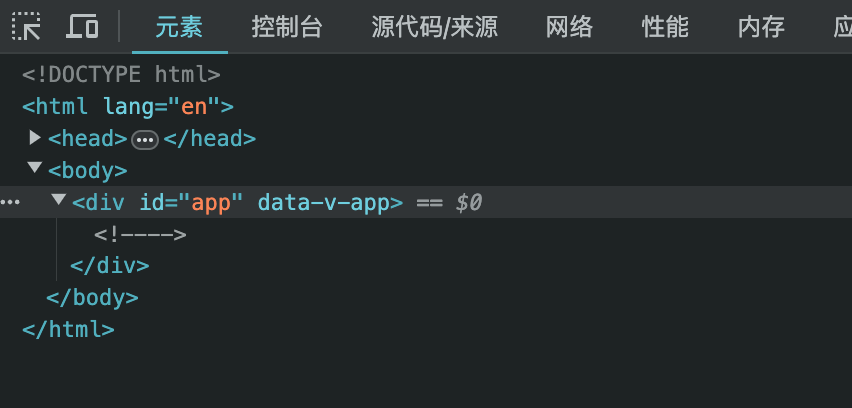 元素 控制台 源代码/来源 网络 性能 内存
<!DOCTYPE html>
<html lang="en">
<head>…</head>
<body>
<div id="app" data-v-app> == $0
<!---->
</div>
</body>
</html>